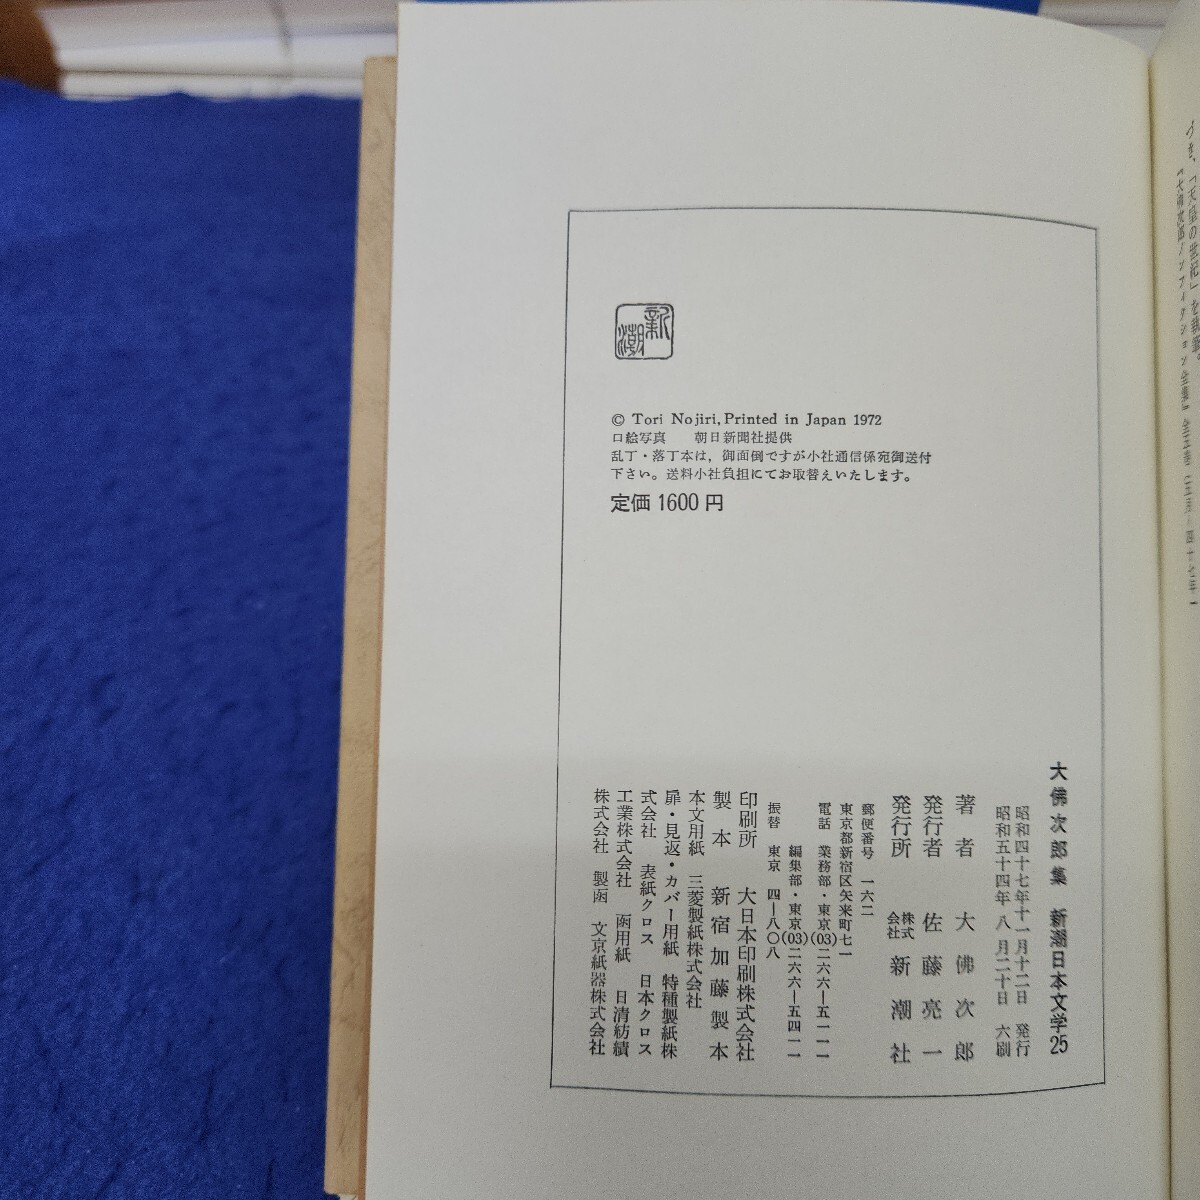 新潮
© Tori Nojiri, Printed in Japan 1972
口絵写真　朝日新聞社提供
乱丁・落丁本は，御面倒ですが小社通信係宛御送付
下さい。送料小社負担にてお取替えいたします。
定価 1600 円
大佛次郎集　新潮日本文学25
昭和四十七年十一月十二日　発行
昭和五十四年 八 月二十日　六刷
著者　大佛次郎
発行者　佐藤亮一
発行所　株式会社　新潮社
郵便番号　一六二
東京都新宿区矢来町七一
電話　業務部・東京(03)二六六―五一一一
編集部・東京(03)二六六―五四一一
振替　東京　四―八〇八
印刷所　大日本印刷株式会社
製本　新宿加藤製本
本文用紙　三菱製紙株式会社
扉・見返・カバー用紙　特種製紙株
式会社　表紙クロス　日本クロス
工業株式会社　函用紙　日清紡績
株式会社　製函　文京紙器株式会社